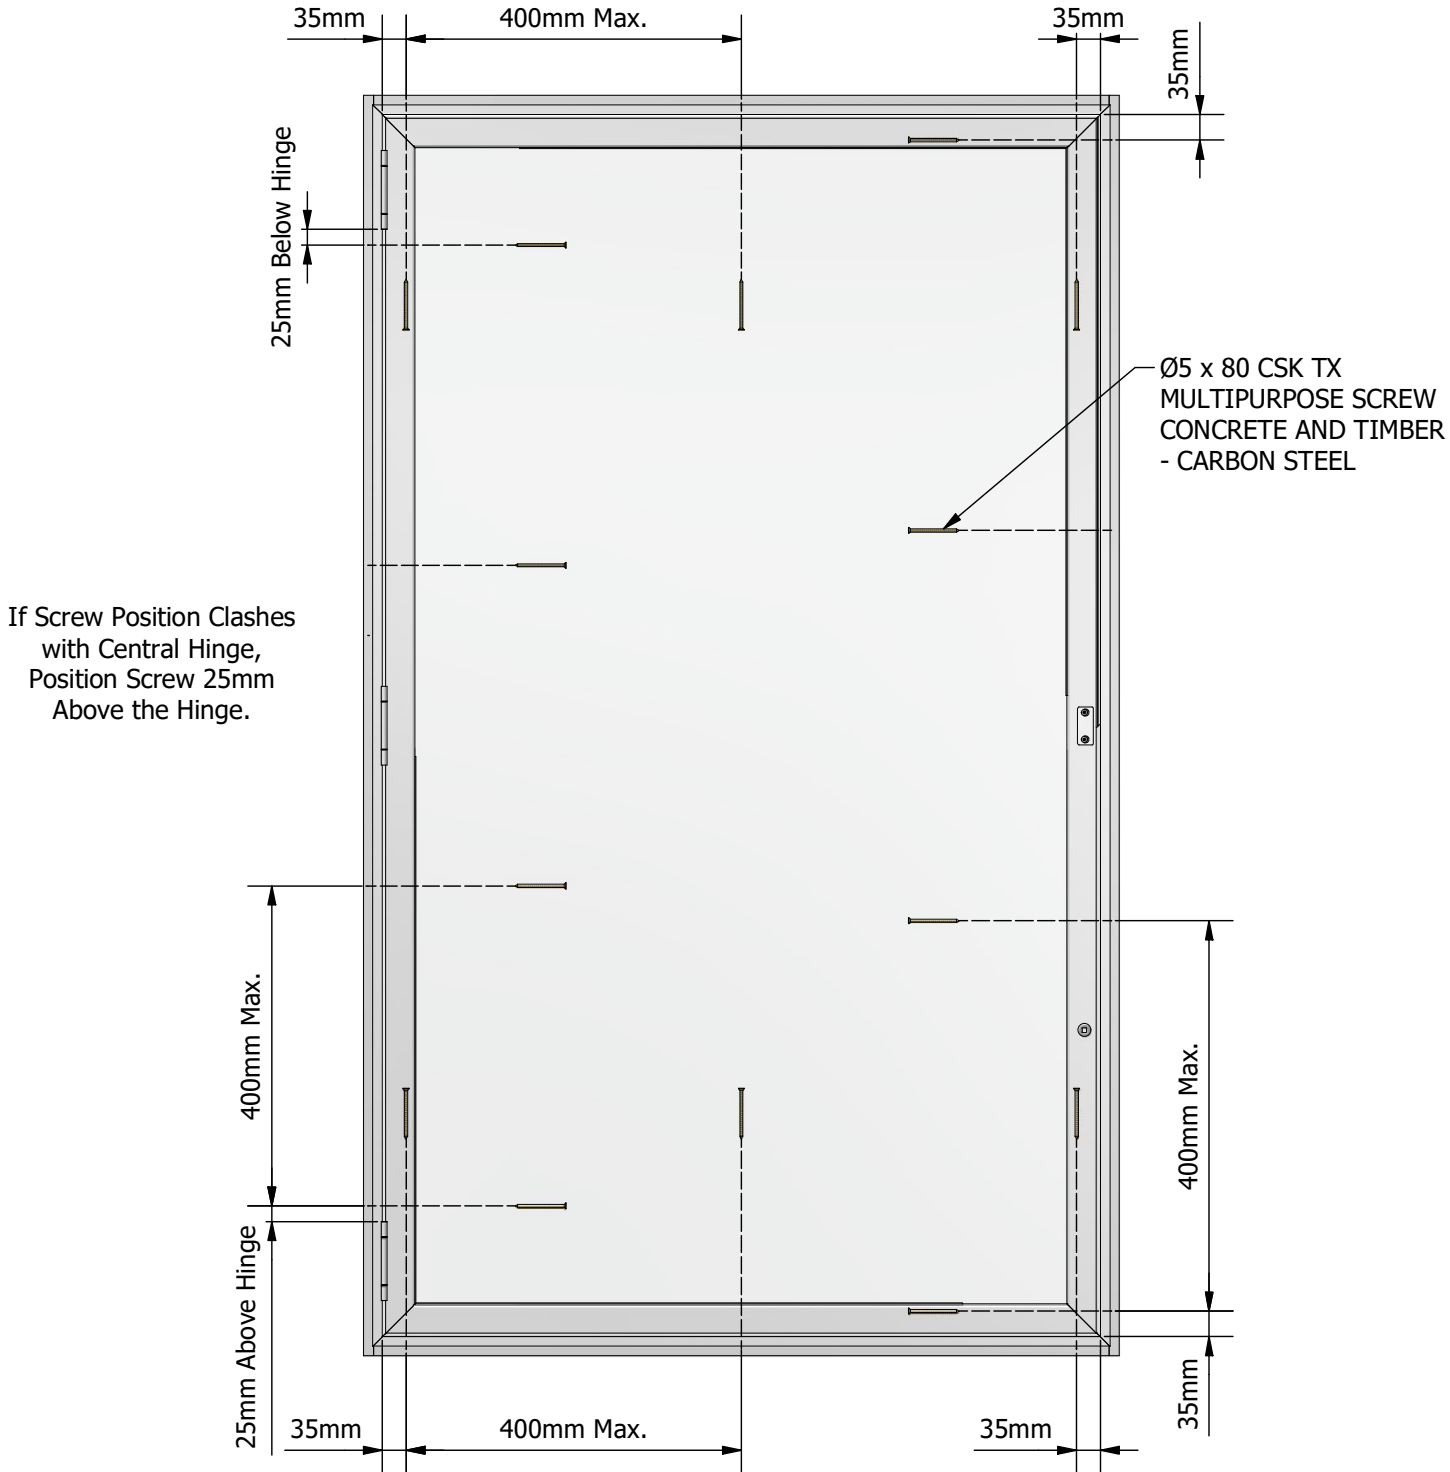 35mm
400mm Max.
35mm
35mm
25mm Below Hinge
Ø5 x 80 CSK TX
MULTIPURPOSE SCREW
CONCRETE AND TIMBER
- CARBON STEEL
If Screw Position Clashes
with Central Hinge,
Position Screw 25mm
Above the Hinge.
400mm Max.
400mm Max.
25mm Above Hinge
35mm
35mm
400mm Max.
35mm